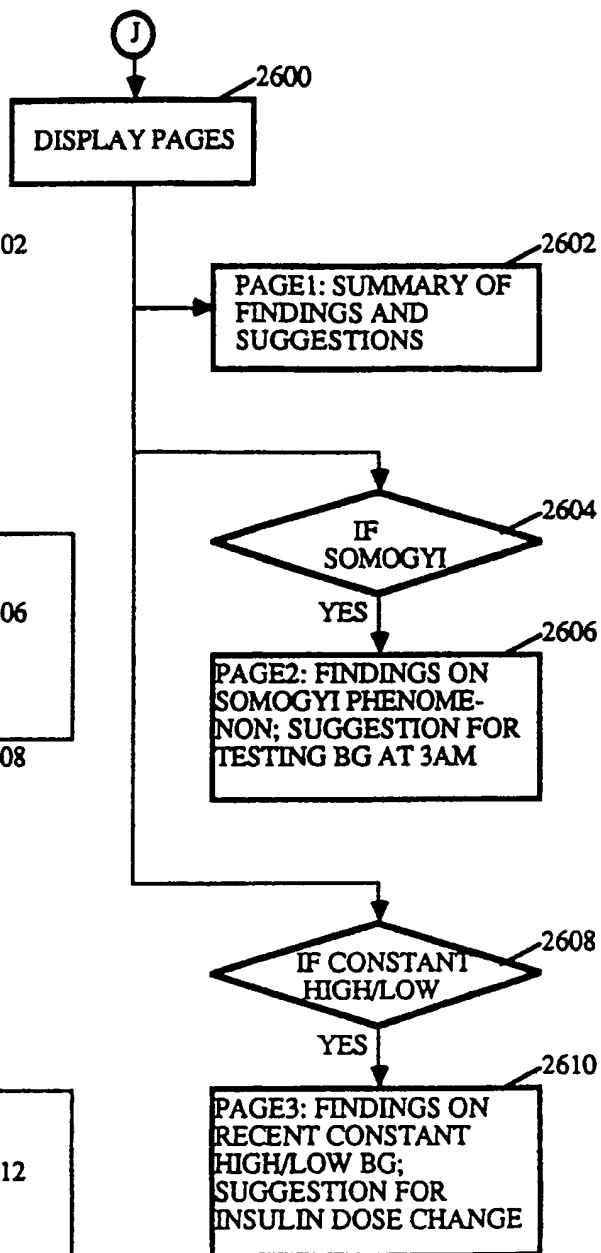 J
2600
DISPLAY PAGES
02
2602
PAGE1: SUMMARY OF
FINDINGS AND
SUGGESTIONS
2604
IF
SOMOGYI
06
YES
2606
PAGE2: FINDINGS ON
SOMOGYI PHENOME-
NON; SUGGESTION FOR
TESTING BG AT 3AM
08
2608
IF CONSTANT
HIGH/LOW
YES
2610
PAGE3: FINDINGS ON
RECENT CONSTANT
HIGH/LOW BG;
SUGGESTION FOR
INSULIN DOSE CHANGE
12